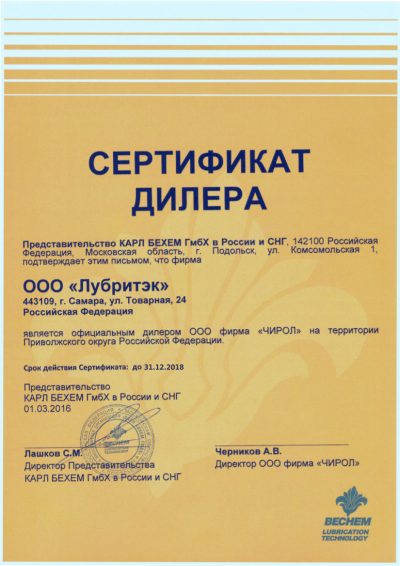 СЕРТИФИКАТ
ДИЛЕРА
Представительство КАРЛ БЕХЕМ ГмбХ в России и СНГ, 142100 Российская
Федерация, Московская область, г. Подольск, ул. Комсомольская 1,
подтверждает этим письмом, что фирма
ООО «Лубритэк»
443109, г. Самара, ул. Товарная, 24
Российская Федерация
является официальным дилером ООО фирма «ЧИРОЛ» на территории
Приволжского округа Российской Федерации.
Срок действия Сертификата: до 31.12.2018
Представительство
КАРЛ БЕХЕМ ГмбХ в России и СНГ
01.03.2016
BECHEM
Лашков С.М.
Директор Представительства
КАРЛ БЕХЕМ ГмбХ в России и СНГ
Черников А.В.
Директор ООО фирма «ЧИРОЛ»
BECHEM
LUBRICATION
TECHNOLOGY